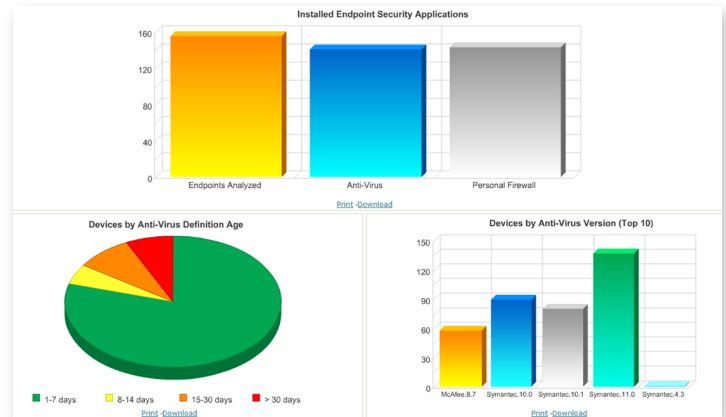 Installed Endpoint Security Applications
160
120
80
40
0
Endpoints Analyzed Anti-Virus Personal Firewall
Print -Download
Devices by Anti-Virus Definition Age
1-7 days 8-14 days 15-30 days > 30 days
Print -Download
Devices by Anti-Virus Version (Top 10)
150
120
90
60
30
0
McAfee,8.7 Symantec,10.0 Symantec,10.1 Symantec,11.0 Symantec,4.3
Print -Download